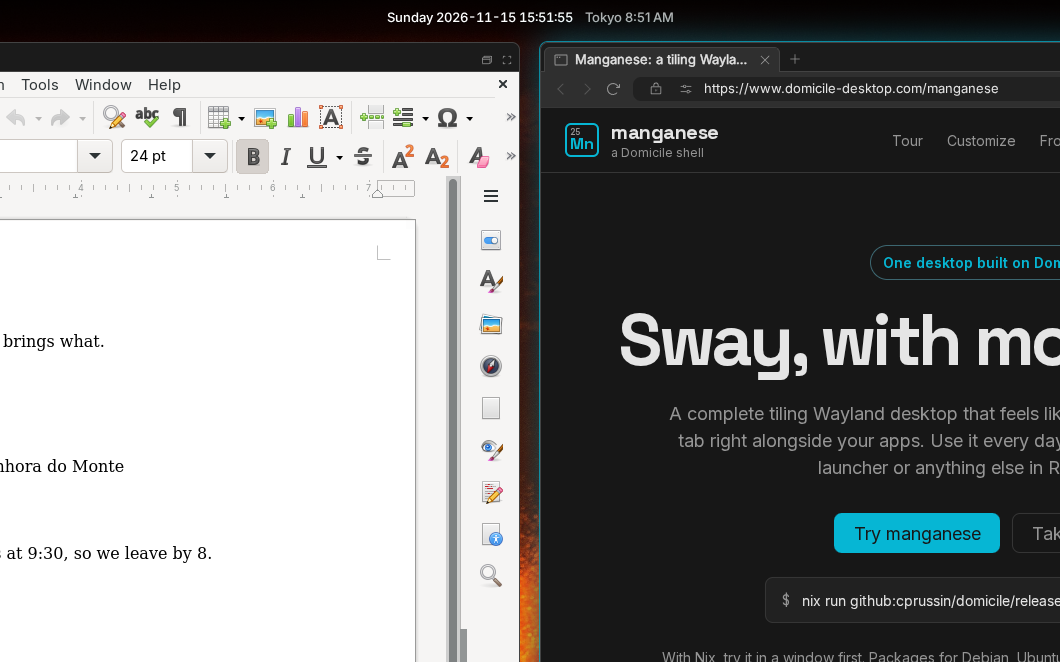 Sunday 2026-11-15 15:51:55 Tokyo 8:51 AM
Tools Window Help
24 pt
4 5 6 7
brings what.
nhora do Monte
at 9:30, so we leave by 8.
Manganese: a tiling Wayla...
https://www.domicile-desktop.com/manganese
25
Mn
manganese
a Domicile shell
Tour Customize Fro
One desktop built on Dom
Sway, with mo
A complete tiling Wayland desktop that feels lik
tab right alongside your apps. Use it every day
launcher or anything else in R
Try manganese Tak
$ nix run github:cprussin/domicile/release
With Nix, try it in a window first. Packages for Debian, Ubuntu